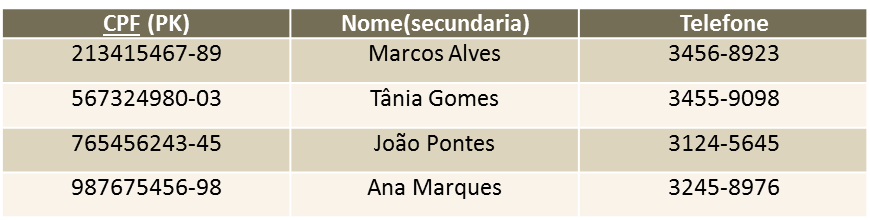 CPF (PK) Nome(secundaria) Telefone
213415467-89 Marcos Alves 3456-8923
567324980-03 Tânia Gomes 3455-9098
765456243-45 João Pontes 3124-5645
987675456-98 Ana Marques 3245-8976